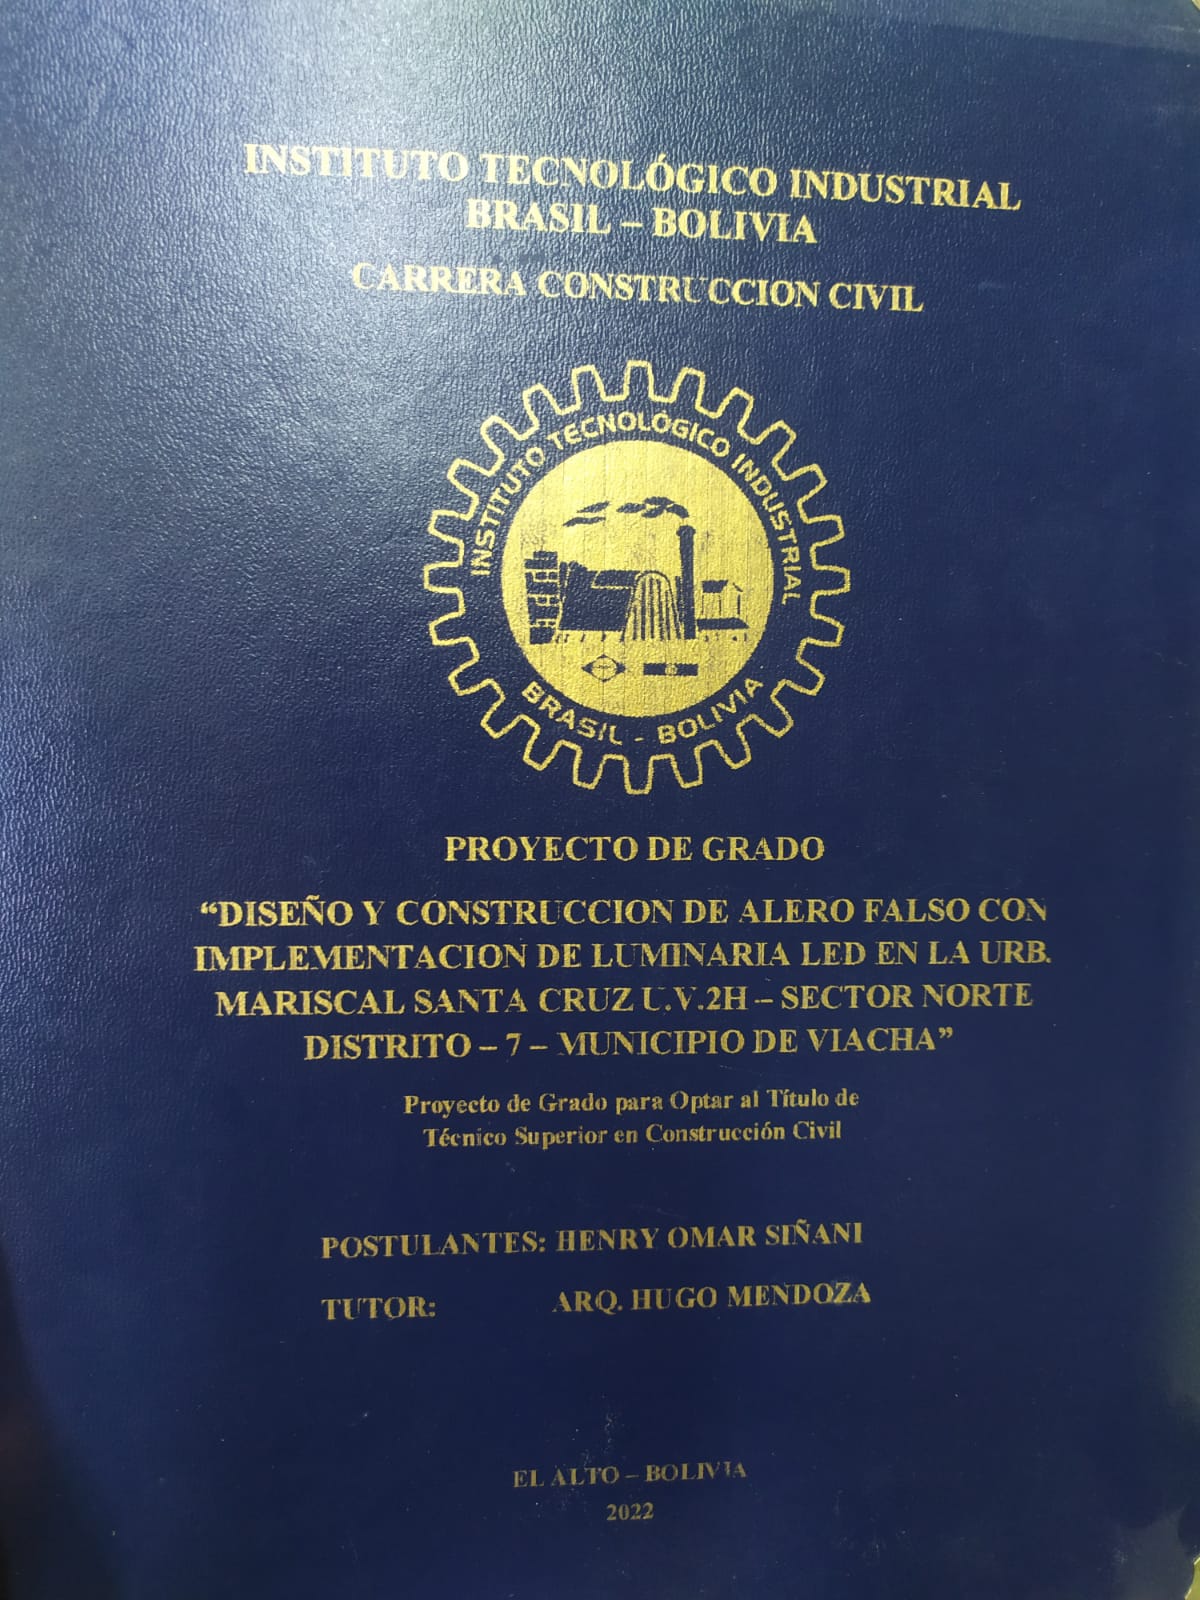 INSTITUTO TECNOLÓGICO INDUSTRIAL
BRASIL – BOLIVIA
CARRERA CONSTRUCCION CIVIL
INSTITUTO TECNOLÓGICO INDUSTRIAL
BRASIL - BOLIVIA
PROYECTO DE GRADO
“DISEÑO Y CONSTRUCCION DE ALERO FALSO CON
IMPLEMENTACION DE LUMINARIA LED EN LA URB.
MARISCAL SANTA CRUZ U.V.2H – SECTOR NORTE
DISTRITO – 7 – MUNICIPIO DE VIACHA”
Proyecto de Grado para Optar al Título de
Técnico Superior en Construcción Civil
POSTULANTES: HENRY OMAR SIÑANI
TUTOR: ARQ. HUGO MENDOZA
EL ALTO – BOLIVIA
2022